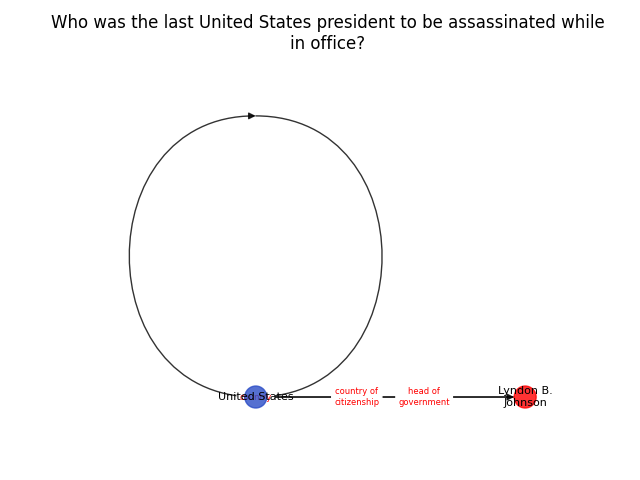 Who was the last United States president to be assassinated while
in office?
United States
country of
citizenship
head of
government
Lyndon B.
Johnson